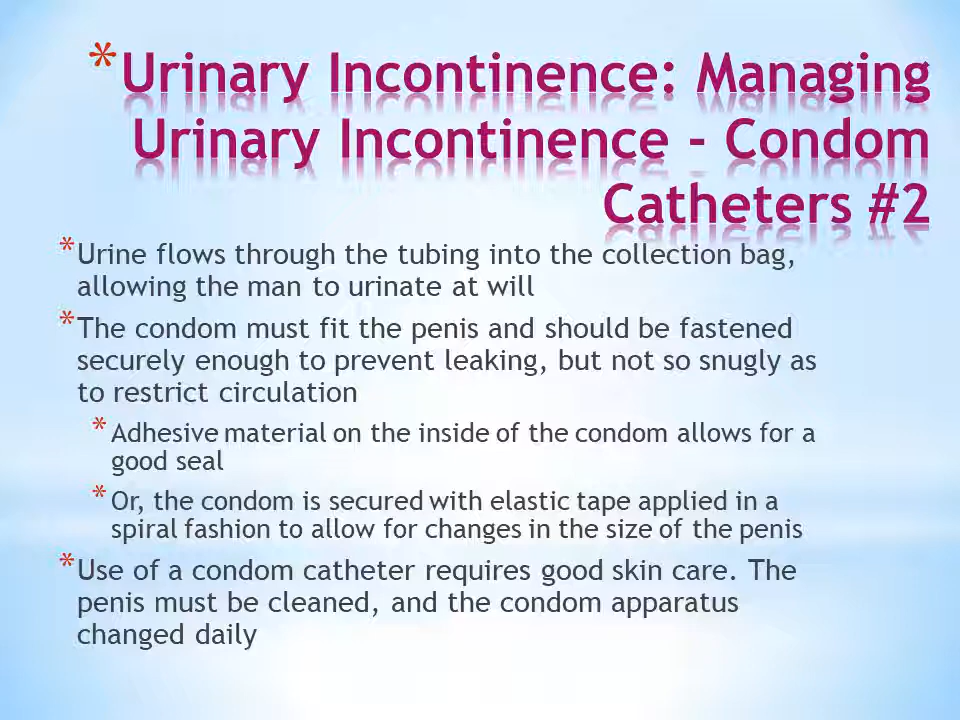 * Urinary Incontinence: Managing
Urinary Incontinence - Condom
Catheters #2
* Urine flows through the tubing into the collection bag,
allowing the man to urinate at will
* The condom must fit the penis and should be fastened
securely enough to prevent leaking, but not so snugly as
to restrict circulation
* Adhesive material on the inside of the condom allows for a
good seal
* Or, the condom is secured with elastic tape applied in a
spiral fashion to allow for changes in the size of the penis
* Use of a condom catheter requires good skin care. The
penis must be cleaned, and the condom apparatus
changed daily